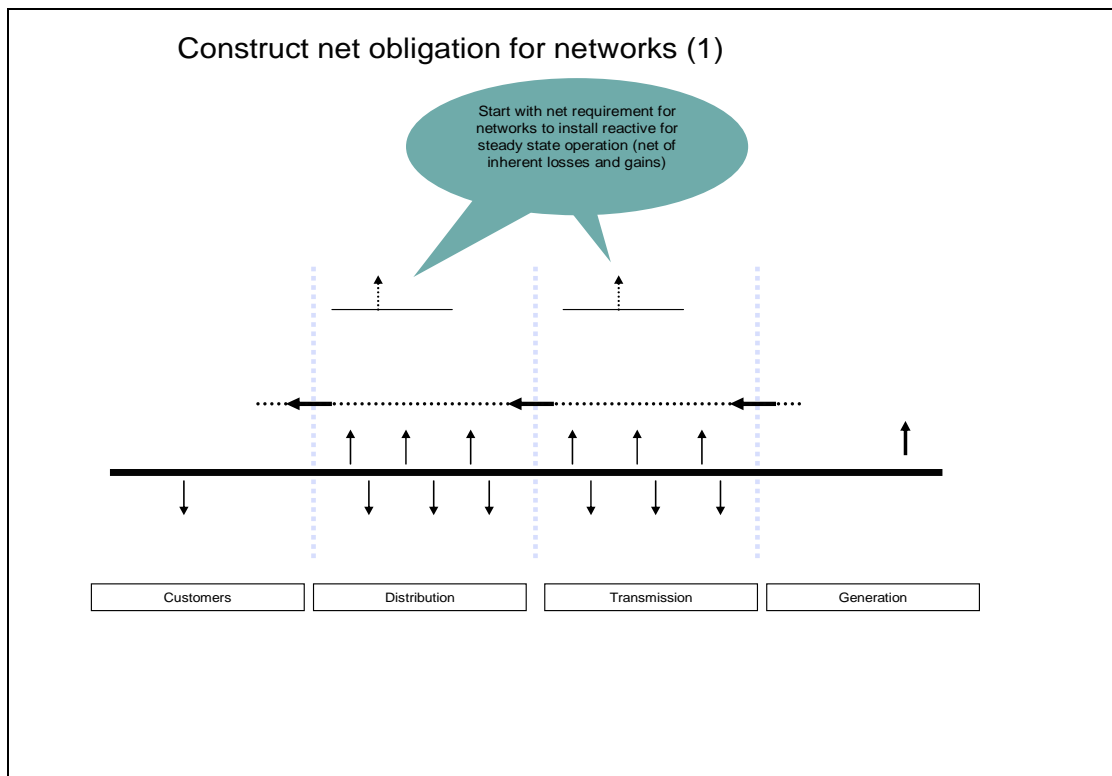 Construct net obligation for networks (1)
Start with net requirement for
networks to install reactive for
steady state operation (net of
inherent losses and gains)
Customers
Distribution
Transmission
Generation